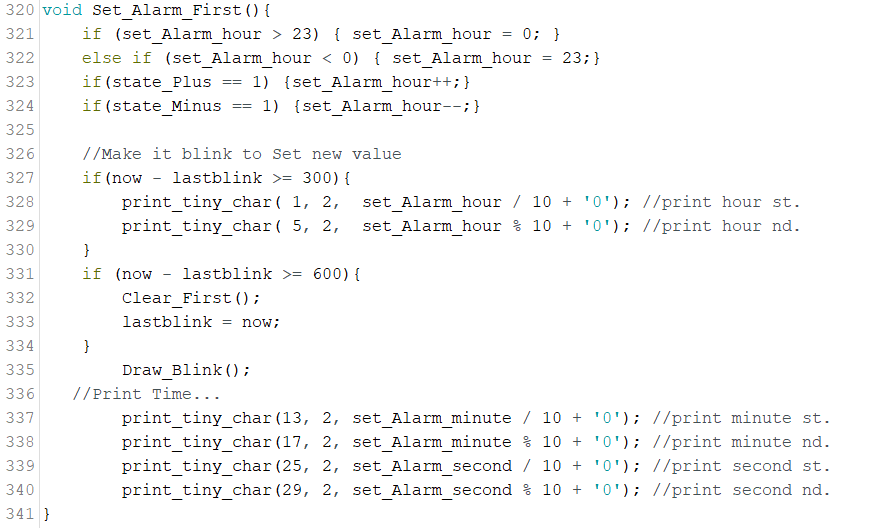 320 void Set_Alarm_First(){
321     if (set_Alarm_hour > 23) { set_Alarm_hour = 0; }
322     else if (set_Alarm_hour < 0) { set_Alarm_hour = 23;}
323     if(state_Plus == 1) {set_Alarm_hour++;}
324     if(state_Minus == 1) {set_Alarm_hour--;}
325
326     //Make it blink to Set new value
327     if(now - lastblink >= 300){
328         print_tiny_char( 1, 2,  set_Alarm_hour / 10 + '0'); //print hour st.
329         print_tiny_char( 5, 2,  set_Alarm_hour % 10 + '0'); //print hour nd.
330     }
331     if (now - lastblink >= 600){
332         Clear_First();
333         lastblink = now;
334     }
335         Draw_Blink();
336    //Print Time...
337         print_tiny_char(13, 2, set_Alarm_minute / 10 + '0'); //print minute st.
338         print_tiny_char(17, 2, set_Alarm_minute % 10 + '0'); //print minute nd.
339         print_tiny_char(25, 2, set_Alarm_second / 10 + '0'); //print second st.
340         print_tiny_char(29, 2, set_Alarm_second % 10 + '0'); //print second nd.
341 }